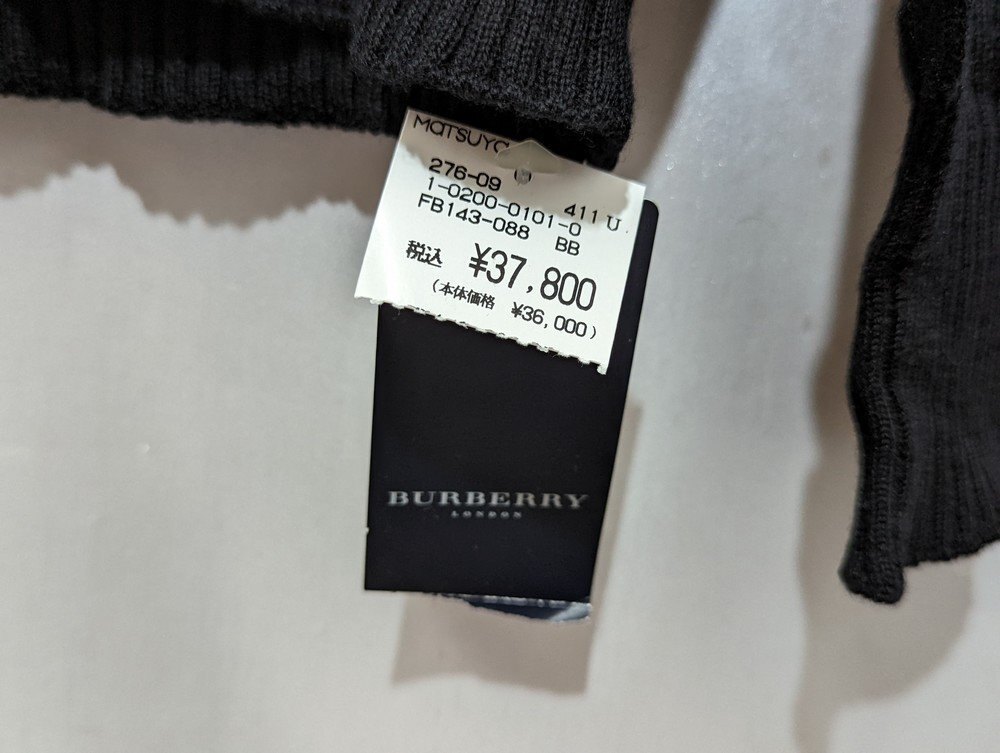 MATSUYA
276-09 411 U
1-0200-0101-0
FB143-088 BB
税込 ¥37,800
(本体価格 ¥36,000)
BURBERRY
LONDON